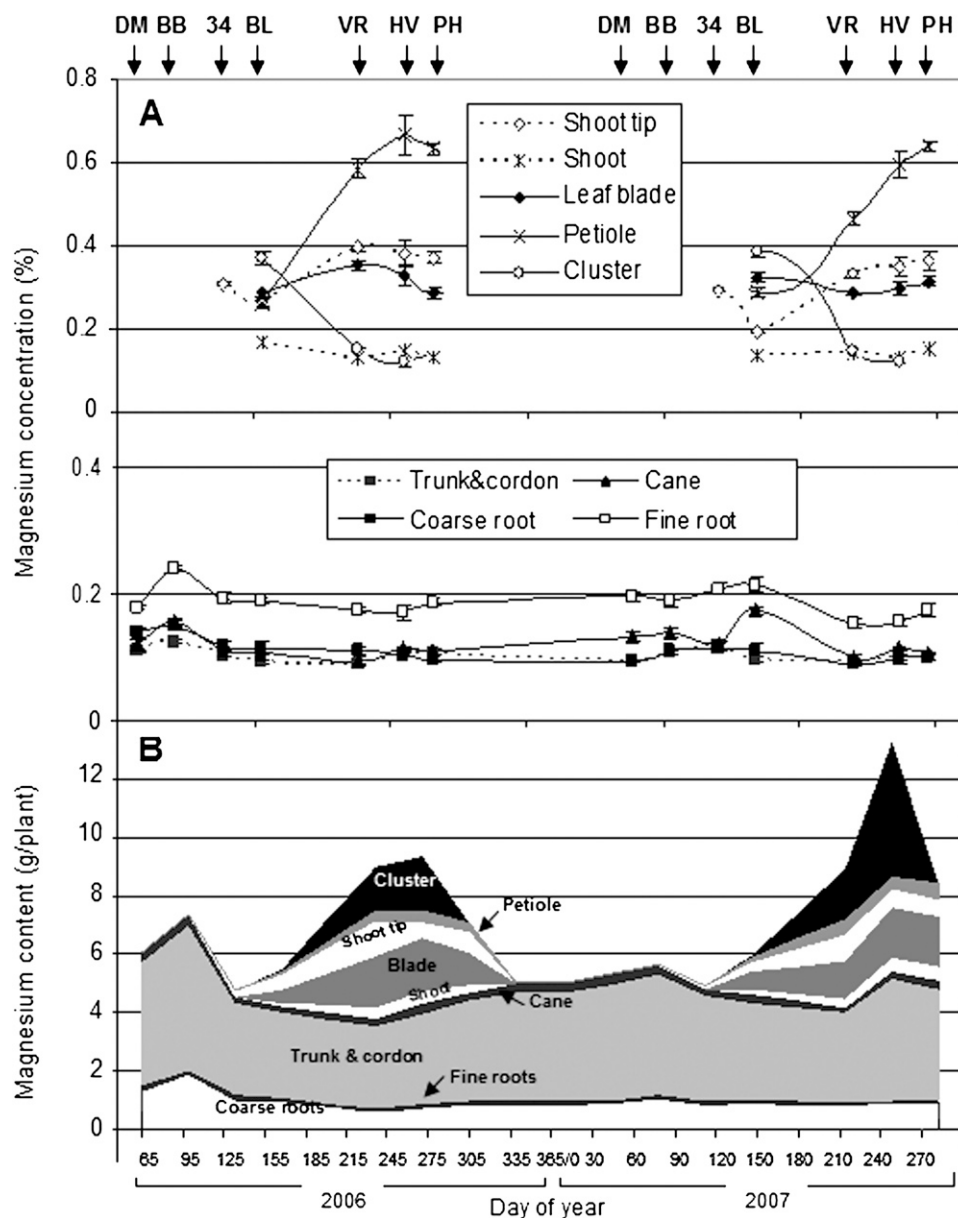 DM BB 34 BL VR HV PH DM BB 34 BL VR HV PH
A
Magnesium concentration (%)
0.8
0.6
0.4
0.2
0
Shoot tip
Shoot
Leaf blade
Petiole
Cluster
0.4
0.2
0
Trunk&cordon Cane
Coarse root Fine root
B
Magnesium content (g/plant)
12
10
8
6
4
2
0
Cluster
Petiole
Shoot tip
Blade
Shoot
Cane
Trunk & cordon
Fine roots
Coarse roots
65 95 125 155 185 215 245 275 305 335 365/0 30 60 90 120 150 180 210 240 270
2006 Day of year 2007